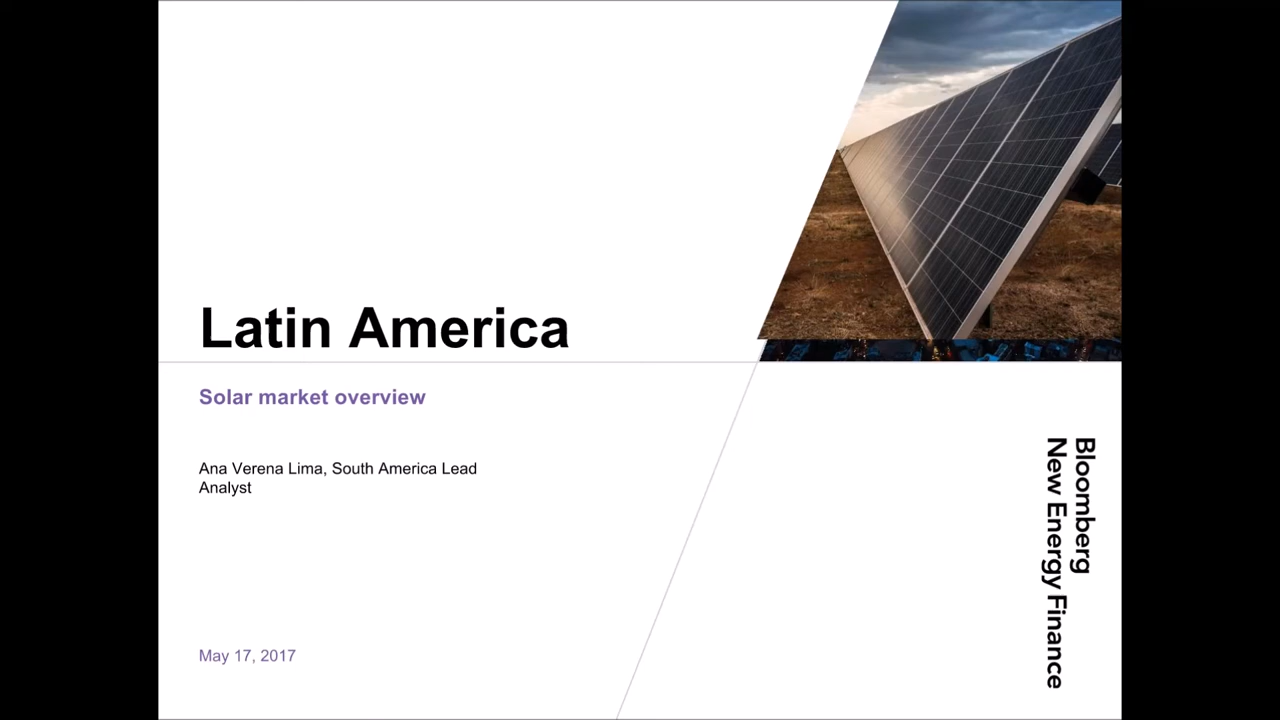 Latin America
Solar market overview
Ana Verena Lima, South America Lead
Analyst
May 17, 2017
Bloomberg
New Energy Finance